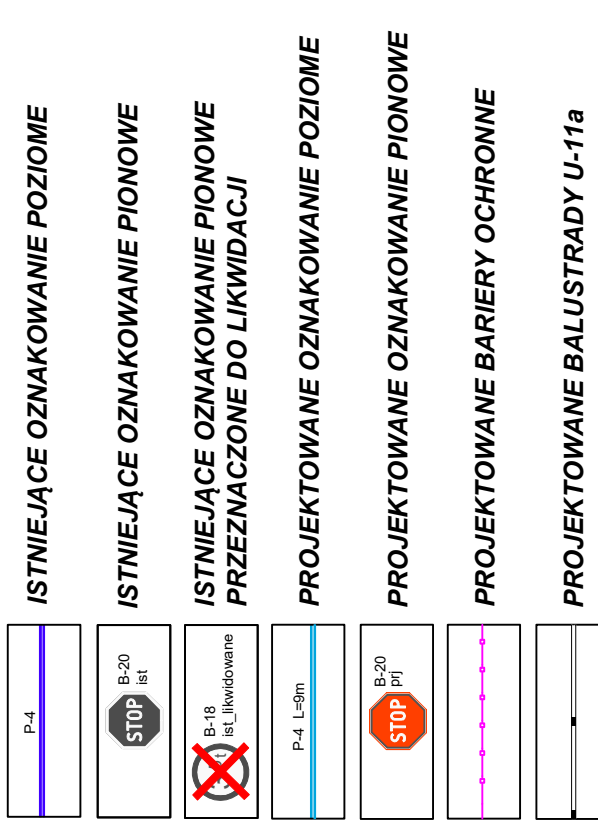 P-4
ISTNIEJĄCE OZNAKOWANIE POZIOME
STOP
B-20
ist
ISTNIEJĄCE OZNAKOWANIE PIONOWE
B-18
ist_likwidowane
ISTNIEJĄCE OZNAKOWANIE PIONOWE
PRZEZNACZONE DO LIKWIDACJI
P-4 L=9m
PROJEKTOWANE OZNAKOWANIE POZIOME
STOP
B-20
prj
PROJEKTOWANE OZNAKOWANIE PIONOWE
PROJEKTOWANE BARIERY OCHRONNE
PROJEKTOWANE BALUSTRADY U-11a